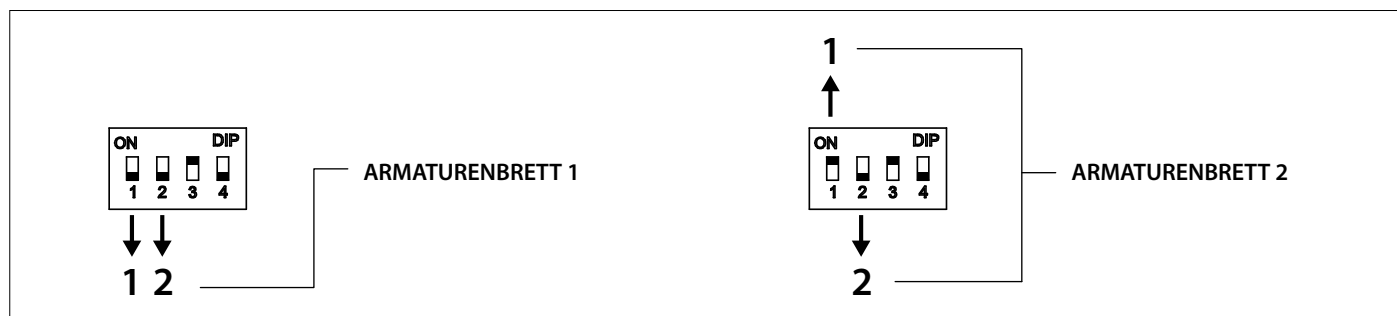 ON DIP
1 2 3 4
1 2
ARMATURENBRETT 1
1
ON DIP
1 2 3 4
2
ARMATURENBRETT 2